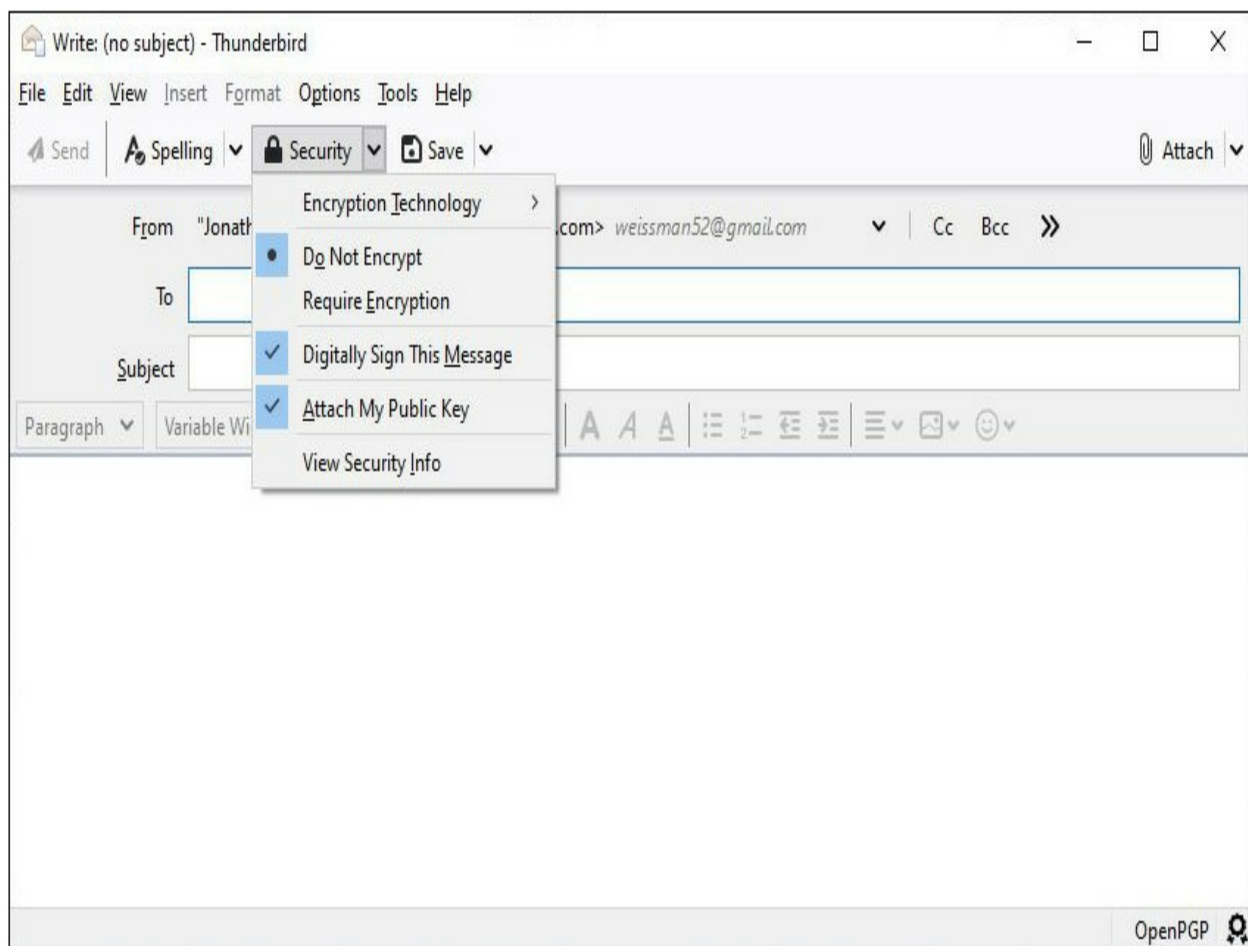 Write: (no subject) - Thunderbird
File Edit View Insert Format Options Tools Help
Send Spelling Security Save Attach
Encryption Technology
From "Jonath .com> weissman52@gmail.com Cc Bcc
Do Not Encrypt
To
Require Encryption
Digitally Sign This Message
Subject
Attach My Public Key
Paragraph Variable Wi
View Security Info
OpenPGP